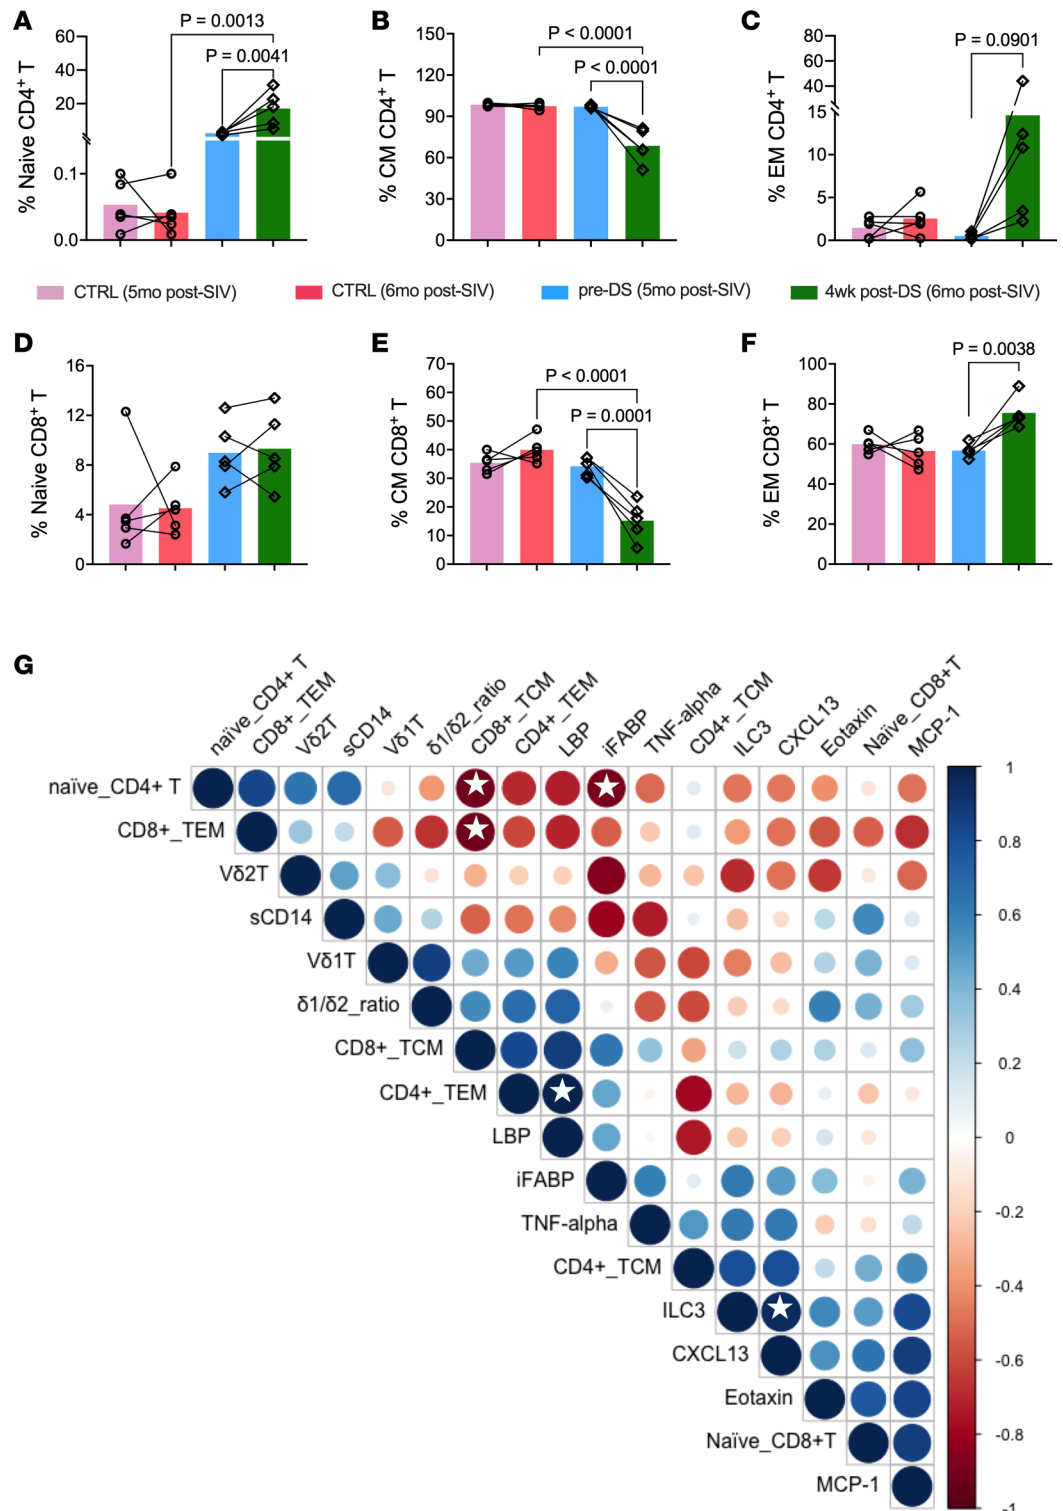 A
P = 0.0013
P = 0.0041
% Naive CD4+ T
60
40
20
0.1
0.0
B
P < 0.0001
P < 0.0001
% CM CD4+ T
150
120
90
60
30
0
C
P = 0.0901
% EM CD4+ T
80
60
40
15
10
5
0
CTRL (5mo post-SIV)
CTRL (6mo post-SIV)
pre-DS (5mo post-SIV)
4wk post-DS (6mo post-SIV)
D
% Naive CD8+ T
16
12
8
4
0
E
P < 0.0001
P = 0.0001
% CM CD8+ T
70
60
50
40
30
20
10
0
F
P = 0.0038
% EM CD8+ T
100
80
60
40
20
0
G
naïve_CD4+ T
CD8+_TEM
Vδ2T
sCD14
Vδ1T
δ1/δ2_ratio
CD8+_TCM
CD4+_TEM
LBP
iFABP
TNF-alpha
CD4+_TCM
ILC3
CXCL13
Eotaxin
Naïve_CD8+T
MCP-1
naïve_CD4+ T
CD8+_TEM
Vδ2T
sCD14
Vδ1T
δ1/δ2_ratio
CD8+_TCM
CD4+_TEM
LBP
iFABP
TNF-alpha
CD4+_TCM
ILC3
CXCL13
Eotaxin
Naïve_CD8+T
MCP-1
1
0.8
0.6
0.4
0.2
0
-0.2
-0.4
-0.6
-0.8
-1